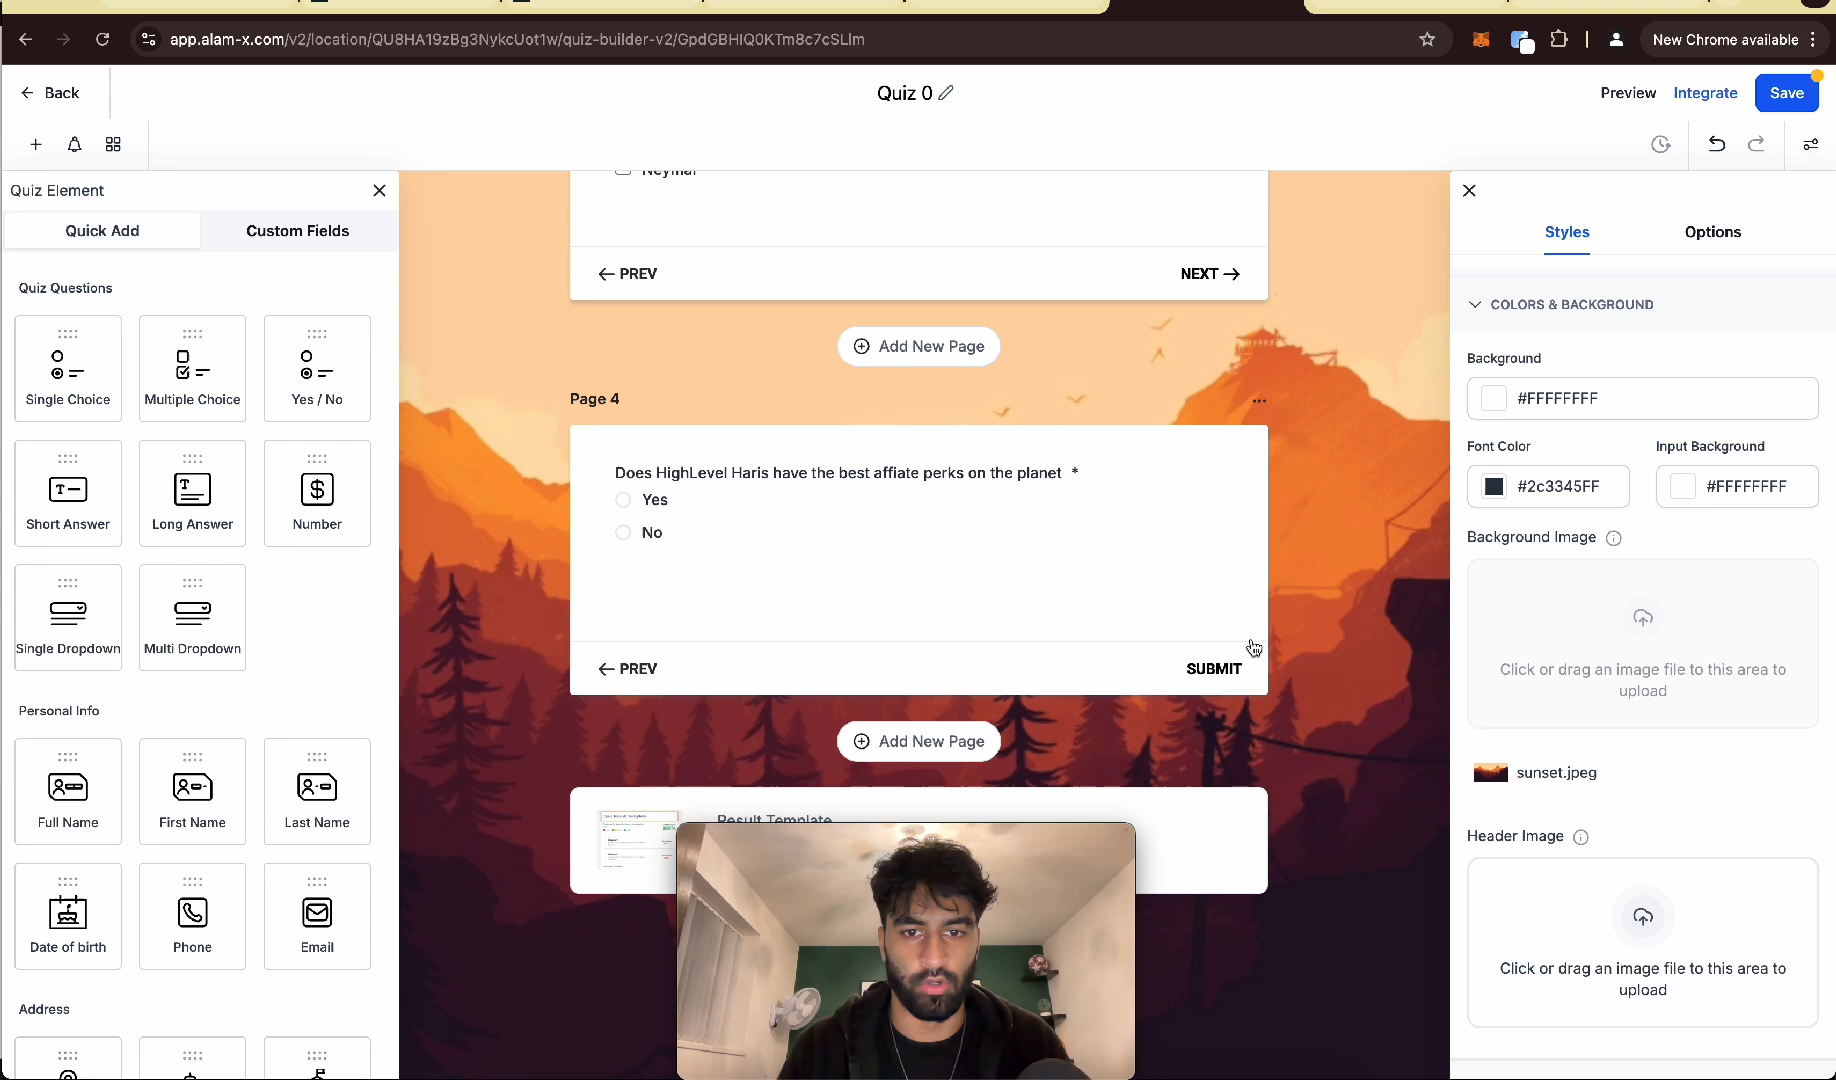 app.alam-x.com/v2/location/QU8HA19zBg3NykcUot1w/quiz-builder-v2/GpdGBHIQ0KTm8c7cSLIm
New Chrome available
Back
Quiz 0
Preview
Integrate
Save
Quiz Element
Quick Add
Custom Fields
Quiz Questions
Single Choice
Multiple Choice
Yes / No
Short Answer
Long Answer
Number
Single Dropdown
Multi Dropdown
Personal Info
Full Name
First Name
Last Name
Date of birth
Phone
Email
Address
Neymar
PREV
NEXT
Add New Page
Page 4
Does HighLevel Haris have the best affiate perks on the planet *
Yes
No
PREV
SUBMIT
Add New Page
Result Template
Styles
Options
COLORS & BACKGROUND
Background
#FFFFFFFF
Font Color
Input Background
#2c3345FF
#FFFFFFFF
Background Image
Click or drag an image file to this area to
upload
sunset.jpeg
Header Image
Click or drag an image file to this area to
upload